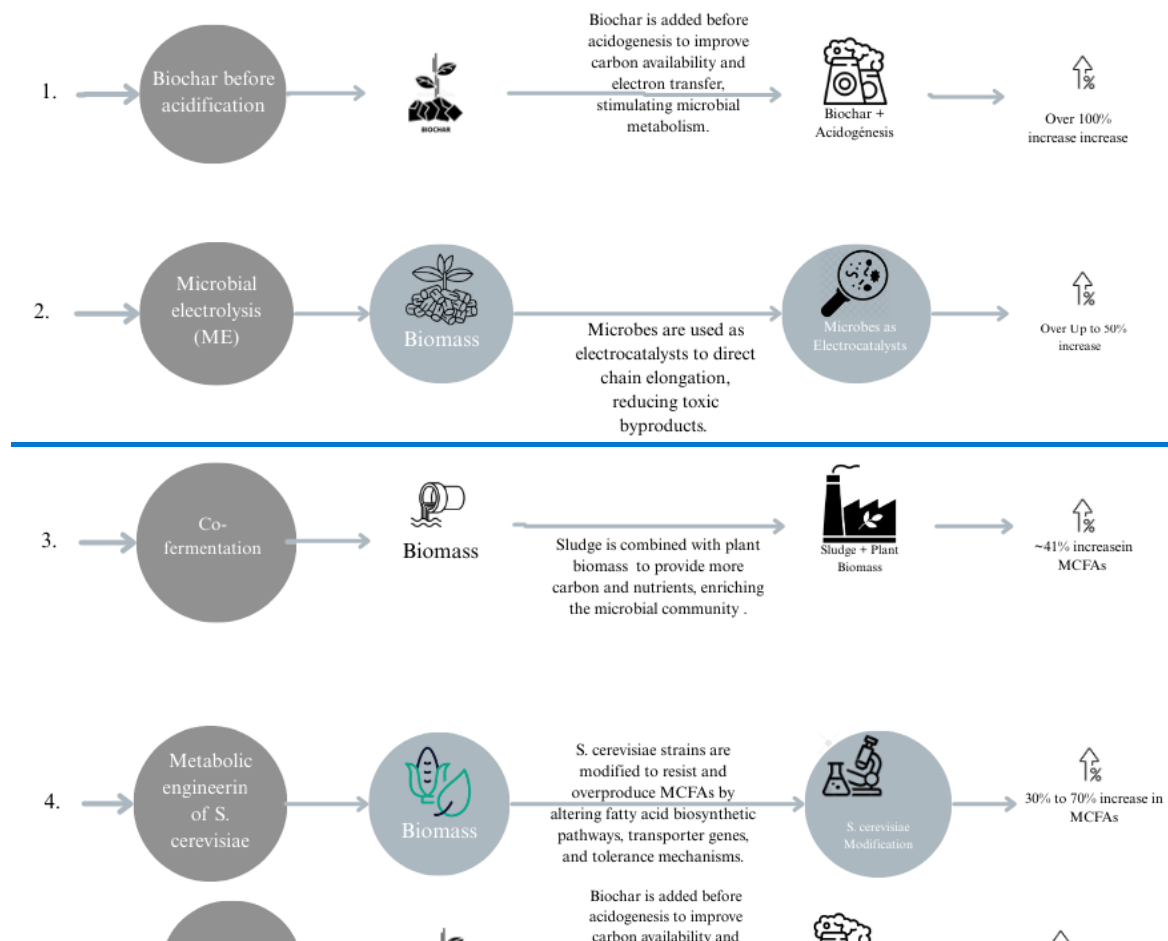 1.
Biochar before
acidification
BIOCHAR
Biochar is added before
acidogenesis to improve
carbon availability and
electron transfer,
stimulating microbial
metabolism.
Biochar +
Acidogénesis
%
Over 100%
increase increase
2.
Microbial
electrolysis
(ME)
Biomass
Microbes are used as
electrocatalysts to direct
chain elongation,
reducing toxic
byproducts.
Microbes as
Electrocatalysts
%
Over Up to 50%
increase
3.
Co-
fermentation
Biomass
Sludge is combined with plant
biomass to provide more
carbon and nutrients, enriching
the microbial community .
Sludge + Plant
Biomass
%
~41% increasein
MCFAs
4.
Metabolic
engineerin
of S.
cerevisiae
Biomass
S. cerevisiae strains are
modified to resist and
overproduce MCFAs by
altering fatty acid biosynthetic
pathways, transporter genes,
and tolerance mechanisms.
S. cerevisiae
Modification
%
30% to 70% increase in
MCFAs
Biochar is added before
acidogenesis to improve
carbon availability and